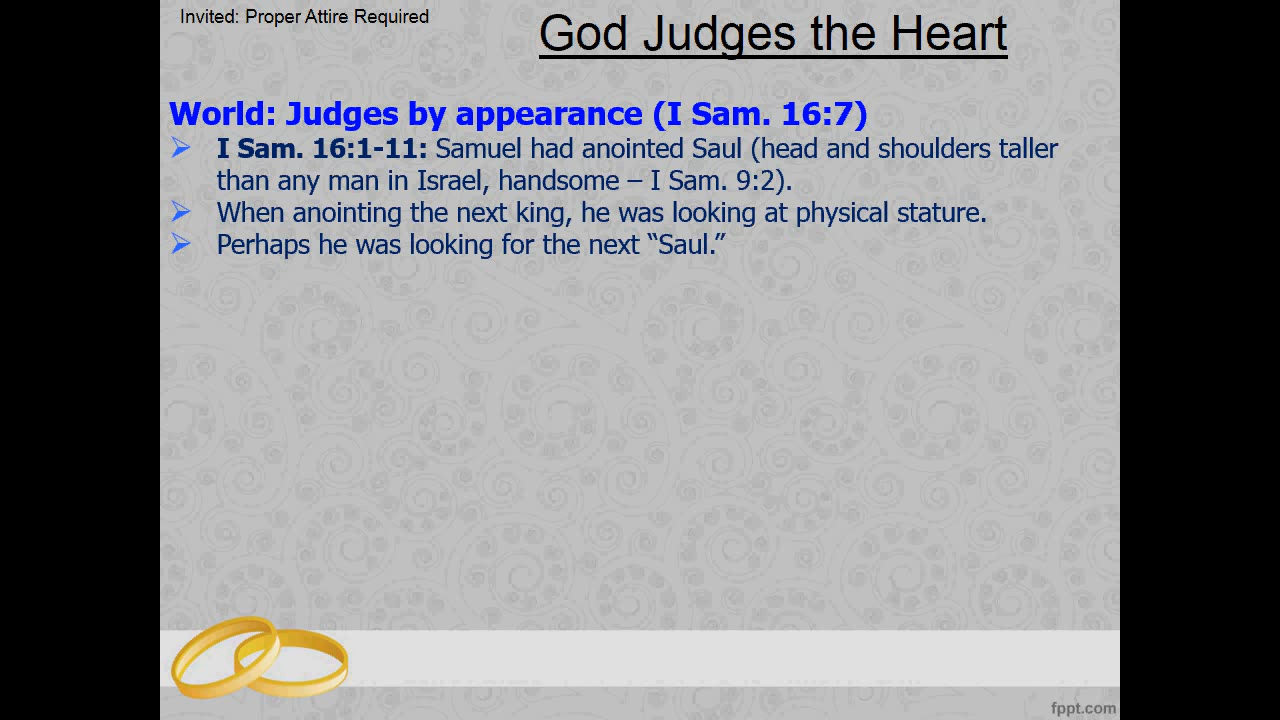 Invited: Proper Attire Required
God Judges the Heart
World: Judges by appearance (I Sam. 16:7)
I Sam. 16:1-11: Samuel had anointed Saul (head and shoulders taller
than any man in Israel, handsome – I Sam. 9:2).
When anointing the next king, he was looking at physical stature.
Perhaps he was looking for the next “Saul.”
fppt.com